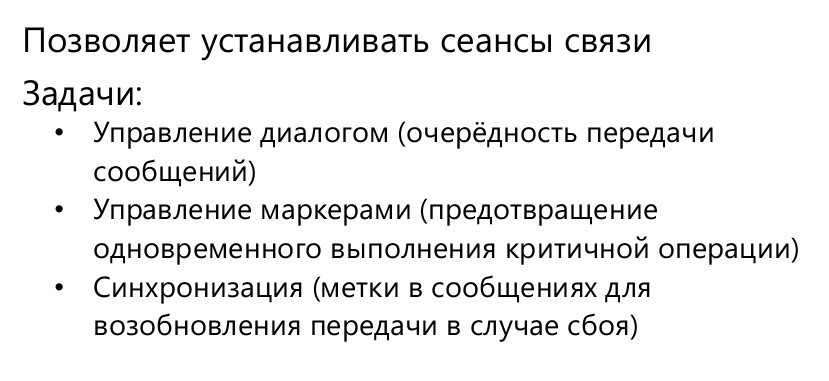 Позволяет устанавливать сеансы связи
Задачи:
• Управление диалогом (очерёдность передачи
сообщений)
• Управление маркерами (предотвращение
одновременного выполнения критичной операции)
• Синхронизация (метки в сообщениях для
возобновления передачи в случае сбоя)